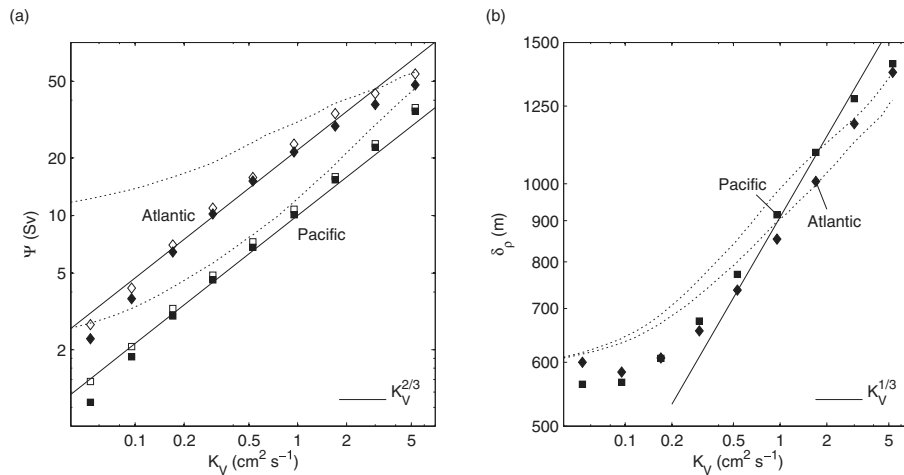 (a)
(b)
50
20
10
5
2
Ψ (Sv)
Atlantic
Pacific
K_V^{2/3}
0.1 0.2 0.5 1 2 5
K_V (cm² s⁻¹)
1500
1250
1000
900
800
700
600
500
δ_ρ (m)
Pacific
Atlantic
K_V^{1/3}
0.1 0.2 0.5 1 2 5
K_V (cm² s⁻¹)